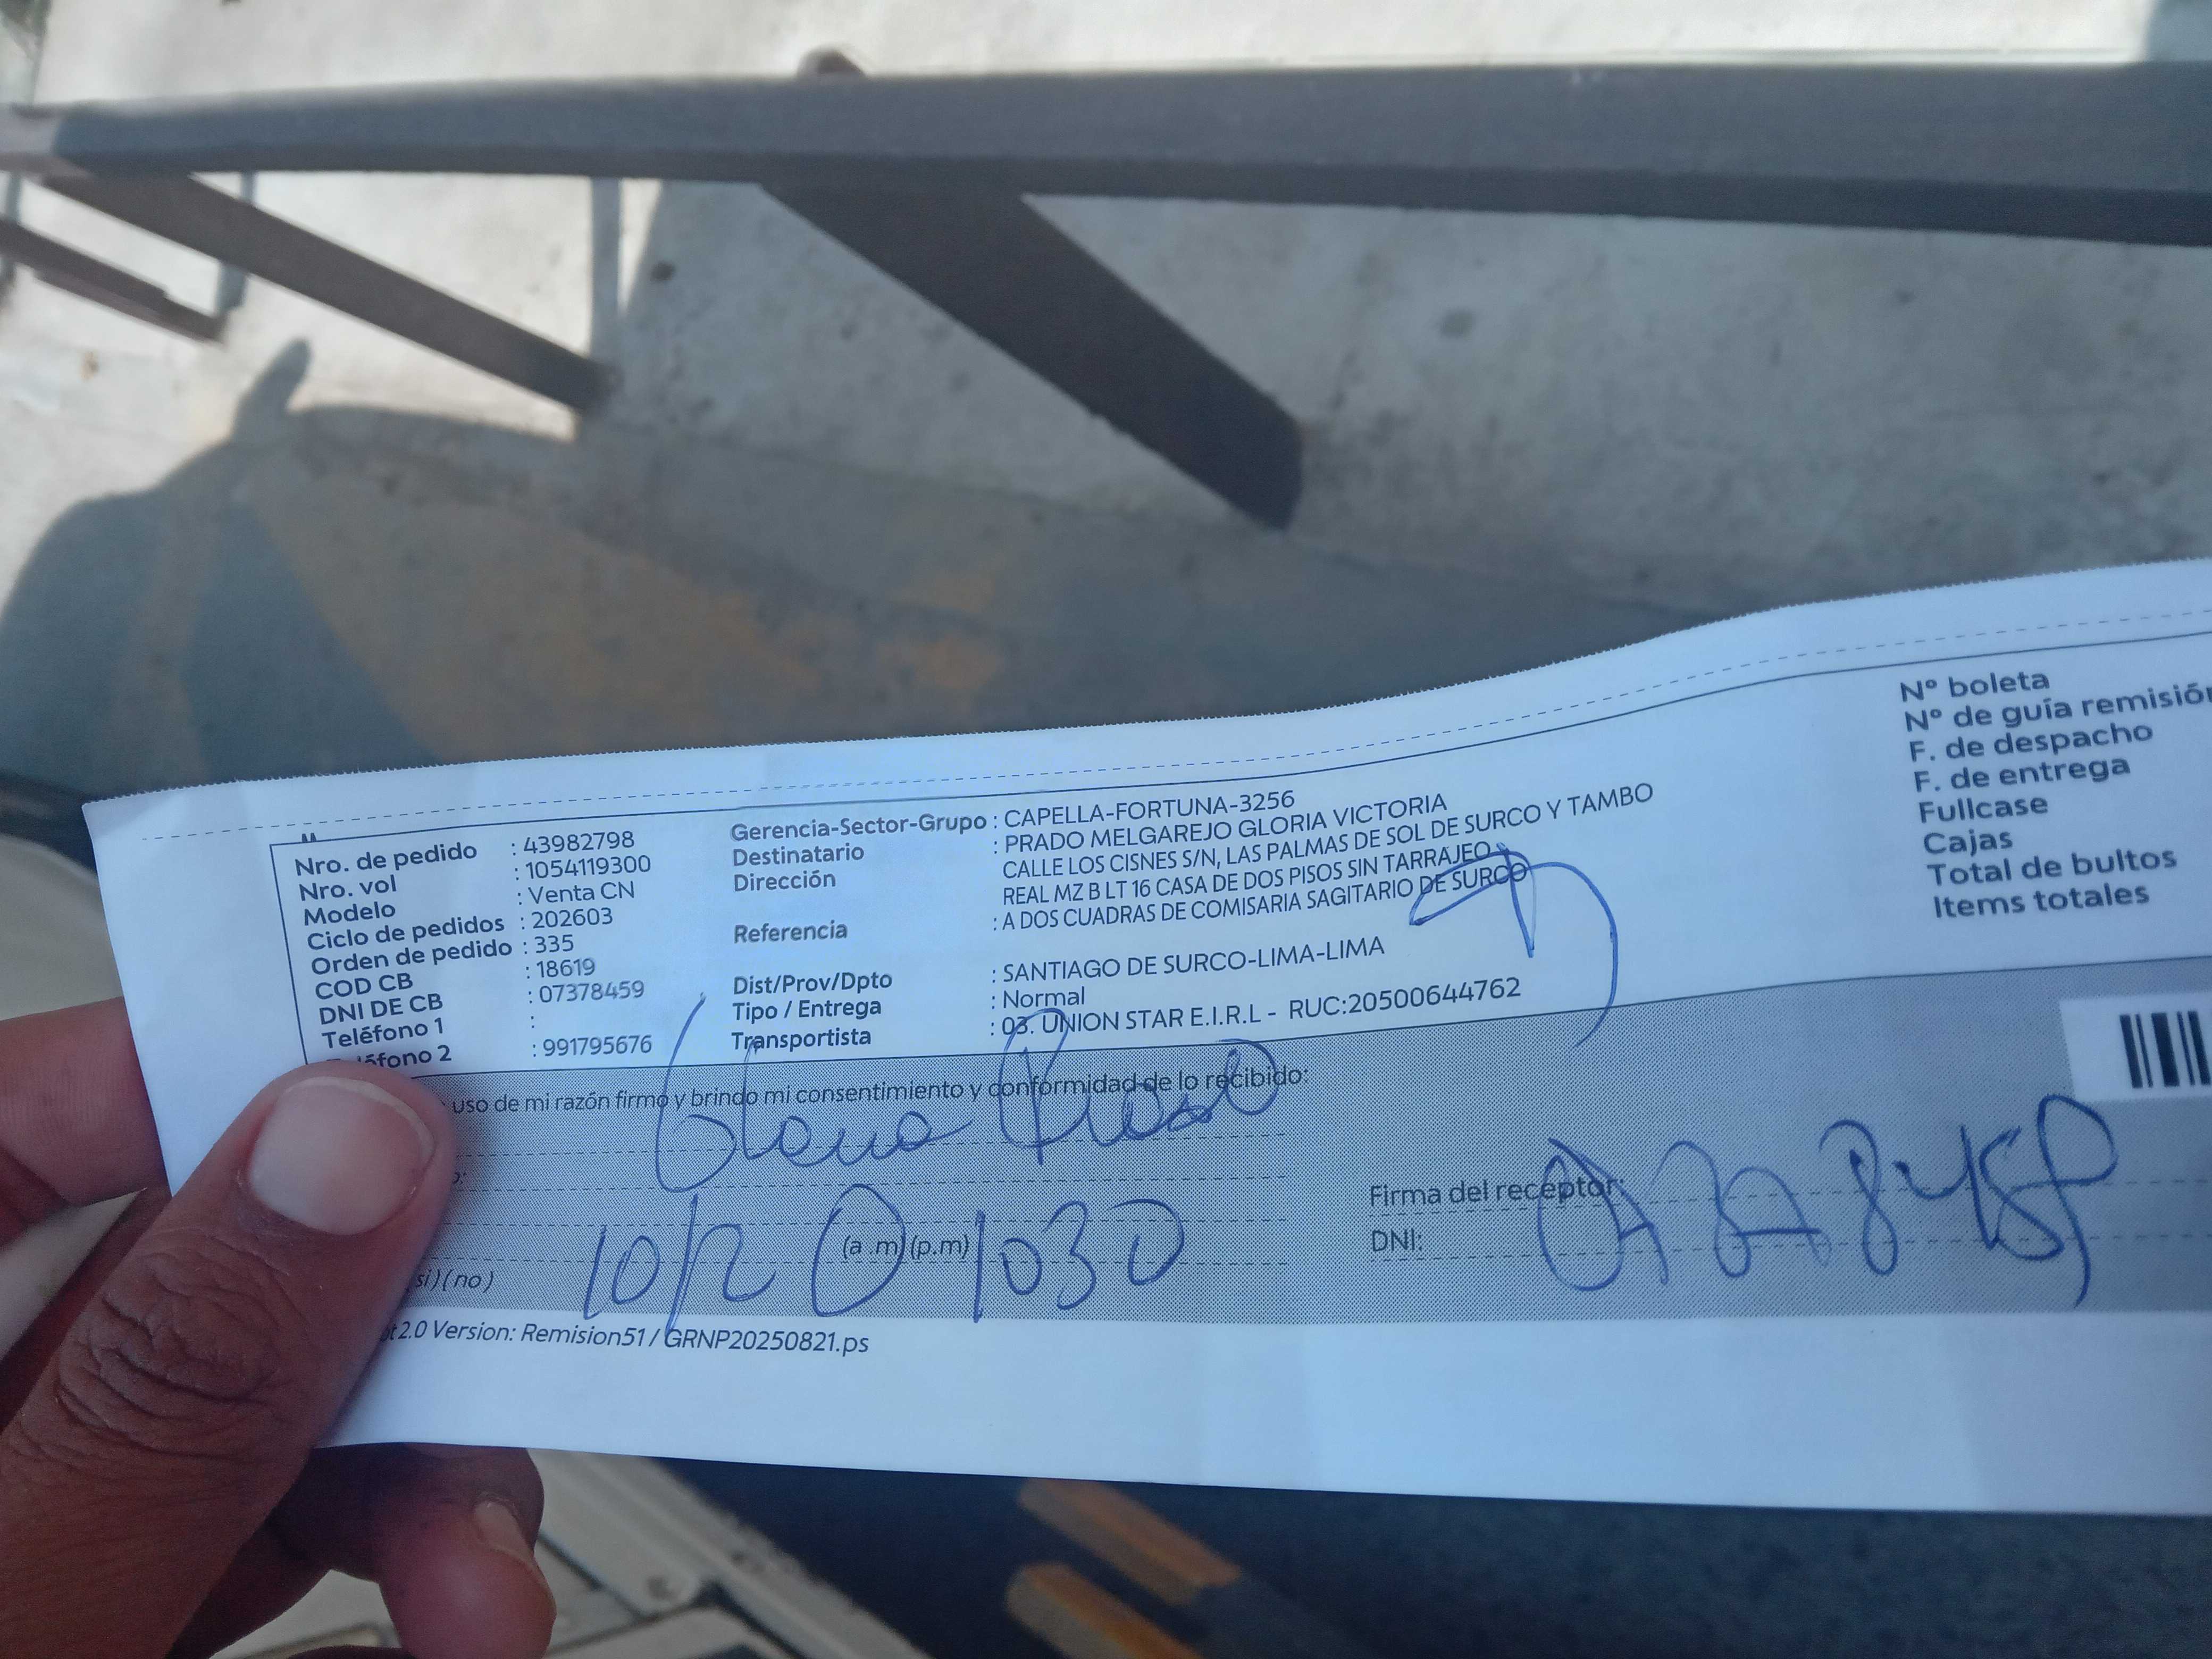 Nro. de pedido : 43982798
Nro. vol : 1054119300
Modelo : Venta CN
Ciclo de pedidos : 202603
Orden de pedido : 335
COD CB : 18619
DNI DE CB : 07378459
Teléfono 1 :
éfono 2 : 991795676
Gerencia-Sector-Grupo : CAPELLA-FORTUNA-3256
Destinatario : PRADO MELGAREJO GLORIA VICTORIA
Dirección CALLE LOS CISNES S/N, LAS PALMAS DE SOL DE SURCO Y TAMBO
REAL MZ B LT 16 CASA DE DOS PISOS SIN TARRAJEO
Referencia : A DOS CUADRAS DE COMISARIA SAGITARIO DE SURCO
Dist/Prov/Dpto : SANTIAGO DE SURCO-LIMA-LIMA
Tipo / Entrega : Normal
Transportista : 03. UNION STAR E.I.R.L - RUC:20500644762
Nº boleta
Nº de guía remisión
F. de despacho
F. de entrega
Fullcase
Cajas
Total de bultos
Items totales
uso de mi razón firmo y brindo mi consentimiento y conformidad de lo recibido:
o:
10/2 (a .m) (p.m) 1030
si) (no)
Firma del receptor:
DNI:
t2.0 Version: Remision51 / GRNP20250821.ps